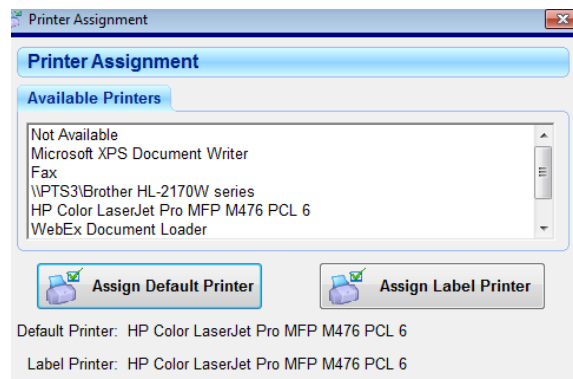 Printer Assignment
Printer Assignment
Available Printers
Not Available
Microsoft XPS Document Writer
Fax
\\PTS3\Brother HL-2170W series
HP Color LaserJet Pro MFP M476 PCL 6
WebEx Document Loader
Assign Default Printer Assign Label Printer
Default Printer: HP Color LaserJet Pro MFP M476 PCL 6
Label Printer: HP Color LaserJet Pro MFP M476 PCL 6